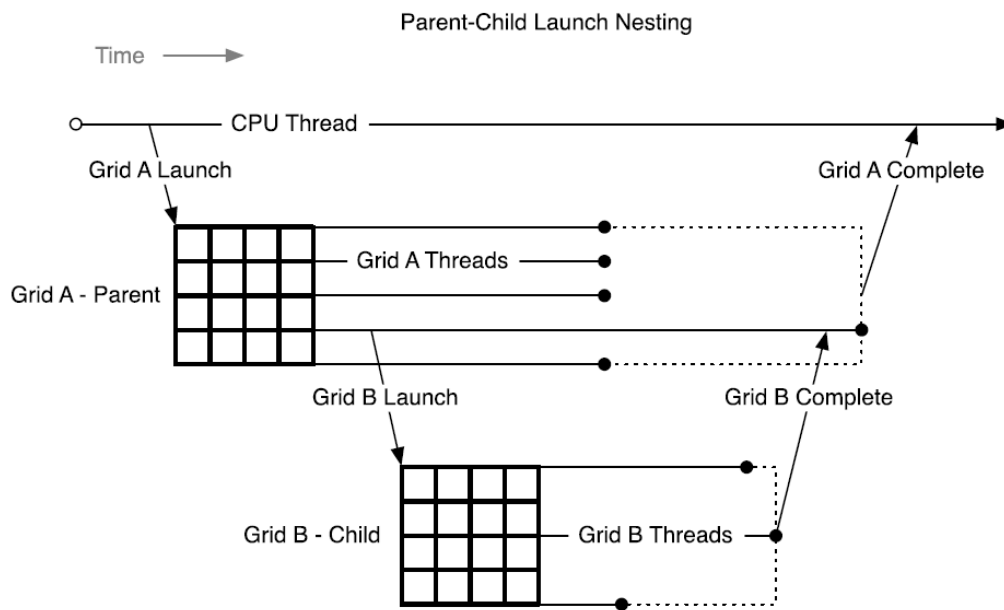 Parent-Child Launch Nesting
Time
CPU Thread
Grid A Launch
Grid A Complete
Grid A Threads
Grid A - Parent
Grid B Launch
Grid B Complete
Grid B - Child
Grid B Threads